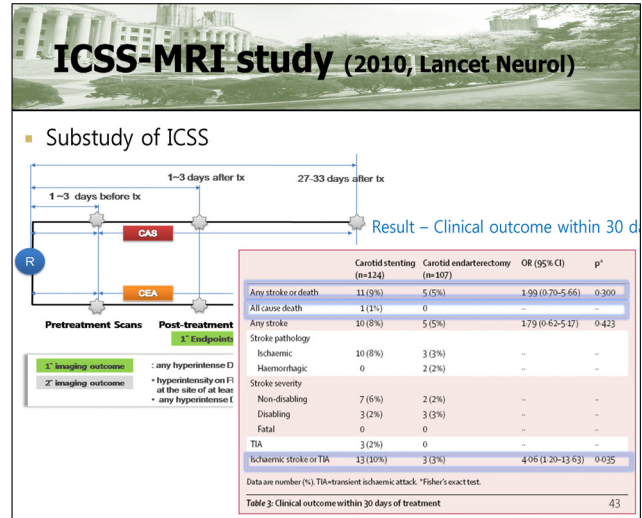 ICSS-MRI study (2010, Lancet Neurol)
Substudy of ICSS
27-33 days after tx
1~3 days after tx
1 ~3 days before tx
CAS
R
CEA
Pretreatment Scans
Post-treatment
1° Endpoints
1° imaging outcome : any hyperintense D
2° imaging outcome • hyperintensity on Fl
at the site of at leas
• any hyperintense D
Result – Clinical outcome within 30 d
Carotid stenting Carotid endarterectomy OR (95% CI) p*
(n=124) (n=107)
Any stroke or death 11 (9%) 5 (5%) 1·99 (0·70–5·66) 0·300
All cause death 1 (1%) 0 .. ..
Any stroke 10 (8%) 5 (5%) 1·79 (0·62–5·17) 0·423
Stroke pathology
Ischaemic 10 (8%) 3 (3%) .. ..
Haemorrhagic 0 2 (2%) .. ..
Stroke severity
Non-disabling 7 (6%) 2 (2%) .. ..
Disabling 3 (2%) 3 (3%) .. ..
Fatal 0 0 .. ..
TIA 3 (2%) 0 .. ..
Ischaemic stroke or TIA 13 (10%) 3 (3%) 4·06 (1·20–13·63) 0·035
Data are number (%). TIA=transient ischaemic attack. *Fisher's exact test.
Table 3: Clinical outcome within 30 days of treatment
43